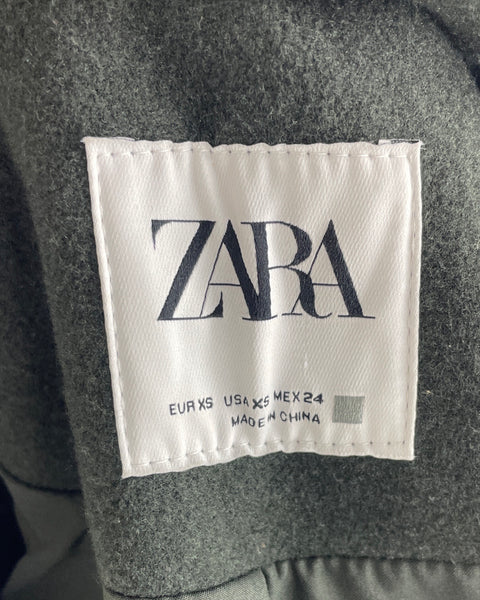 ZARA
EUR XS USA XS MEX 24
MADE IN CHINA